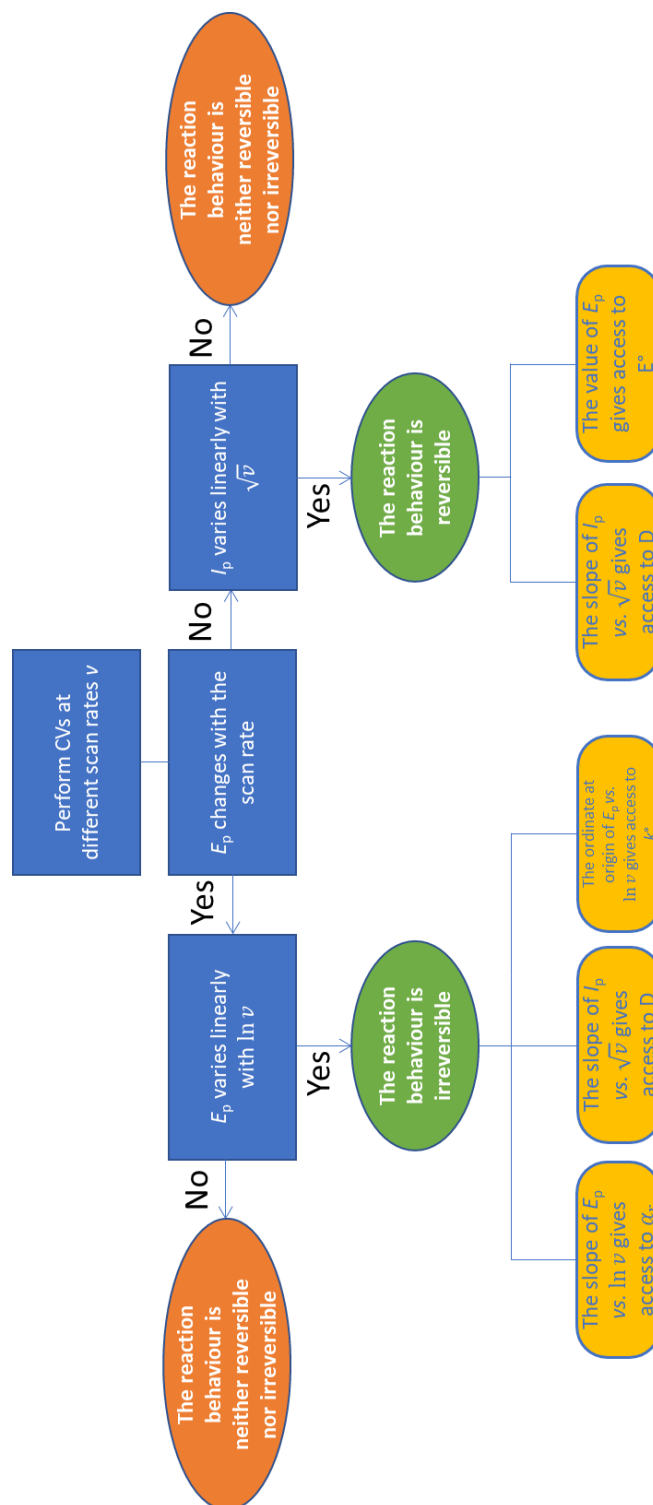 Perform CVs at
different scan rates v
E_p changes with the
scan rate
Yes
No
E_p varies linearly
with ln v
I_p varies linearly with
√v
No
Yes
Yes
No
The reaction
behaviour is
neither reversible
nor irreversible
The reaction
behaviour is
irreversible
The reaction
behaviour is
reversible
The reaction
behaviour is
neither reversible
nor irreversible
The slope of E_p
vs. ln v gives
access to α_r
The slope of I_p
vs. √v gives
access to D
The ordinate at
origin of E_p vs.
ln v gives access to
k°
The slope of I_p
vs. √v gives
access to D
The value of E_p
gives access to
E°